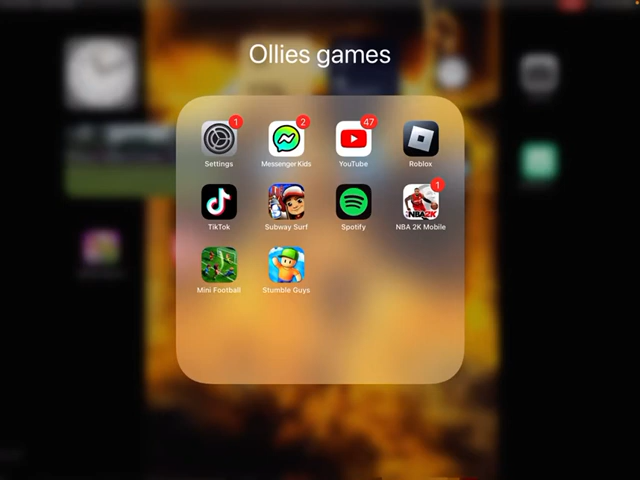 Ollies games
1
2
47
Settings
Messenger Kids
YouTube
Roblox
1
TikTok
Subway Surf
Spotify
NBA 2K Mobile
NBA2K
Mini Football
Stumble Guys